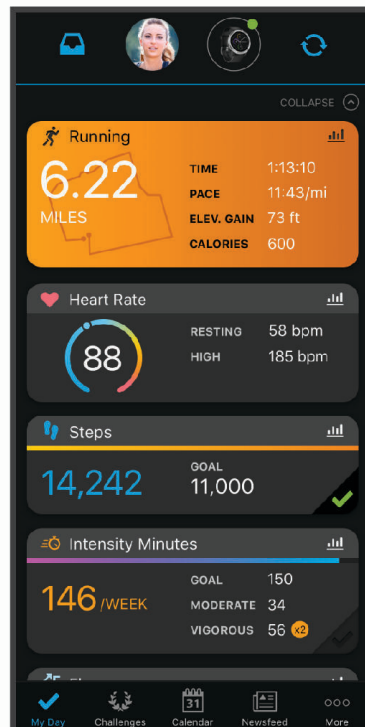 COLLAPSE
Running
6.22
MILES
TIME 1:13:10
PACE 11:43/mi
ELEV. GAIN 73 ft
CALORIES 600
Heart Rate
88
RESTING 58 bpm
HIGH 185 bpm
Steps
14,242
GOAL
11,000
Intensity Minutes
146 /WEEK
GOAL 150
MODERATE 34
VIGOROUS 56 x2
31
My Day Challenges Calendar Newsfeed More